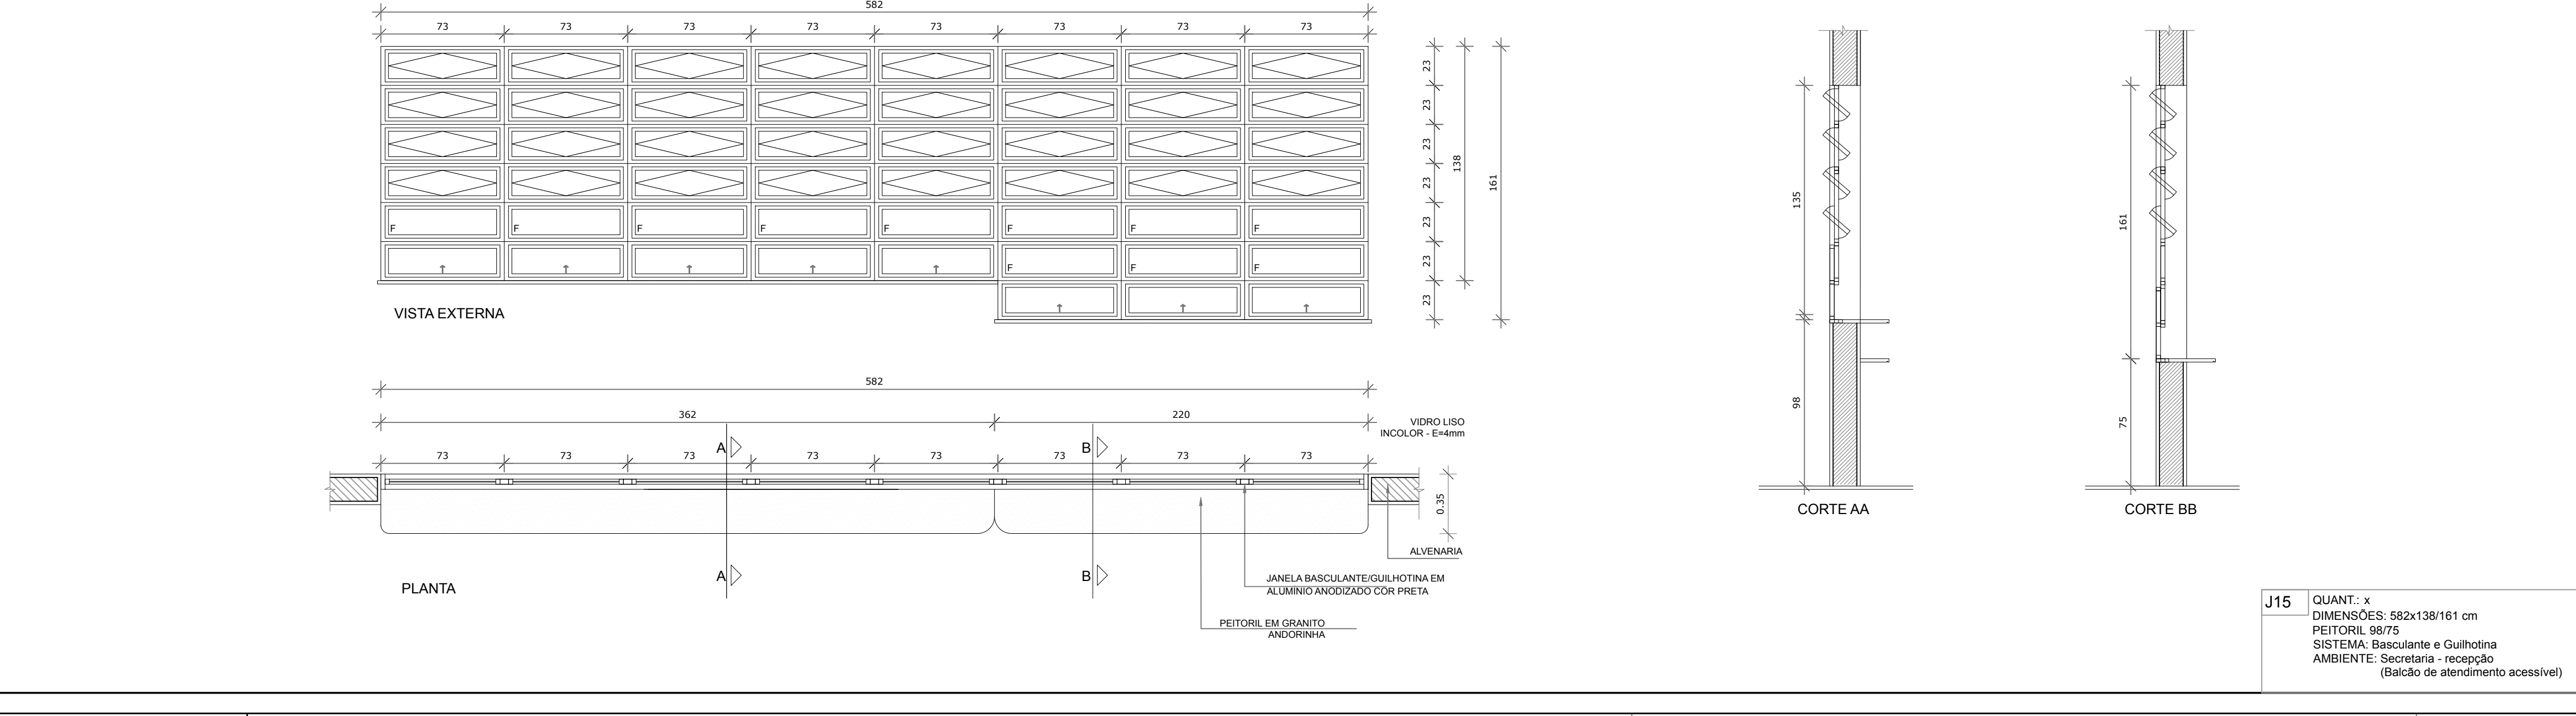 582
73 73 73 73 73 73 73 73
F F F F F F F F
F F F
VISTA EXTERNA
23
23
23
23
23
23
23
138
161
582
362 220
VIDRO LISO
INCOLOR - E=4mm
73 73 73 73 73 73 73 73
A B
A B
0.35
ALVENARIA
JANELA BASCULANTE/GUILHOTINA EM
ALUMÍNIO ANODIZADO COR PRETA
PEITORIL EM GRANITO
ANDORINHA
PLANTA
135
98
CORTE AA
161
75
CORTE BB
J15
QUANT.: x
DIMENSÕES: 582x138/161 cm
PEITORIL 98/75
SISTEMA: Basculante e Guilhotina
AMBIENTE: Secretaria - recepção
(Balcão de atendimento acessível)